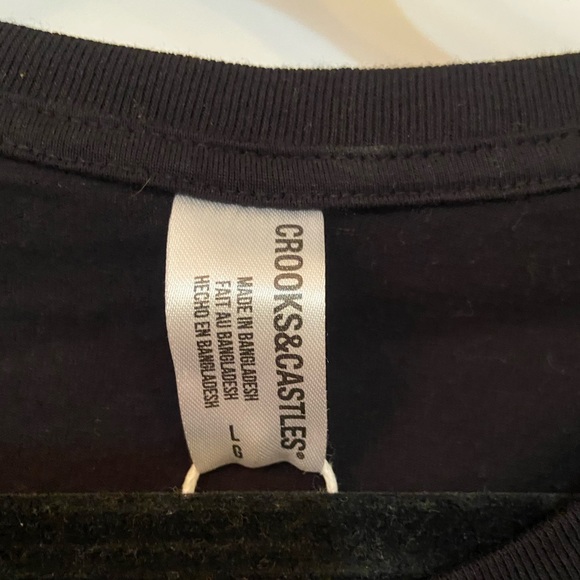 CROOKS&CASTLES®
MADE IN BANGLADESH
FAIT AU BANGLADESH
HECHO EN BANGLADESH
LG